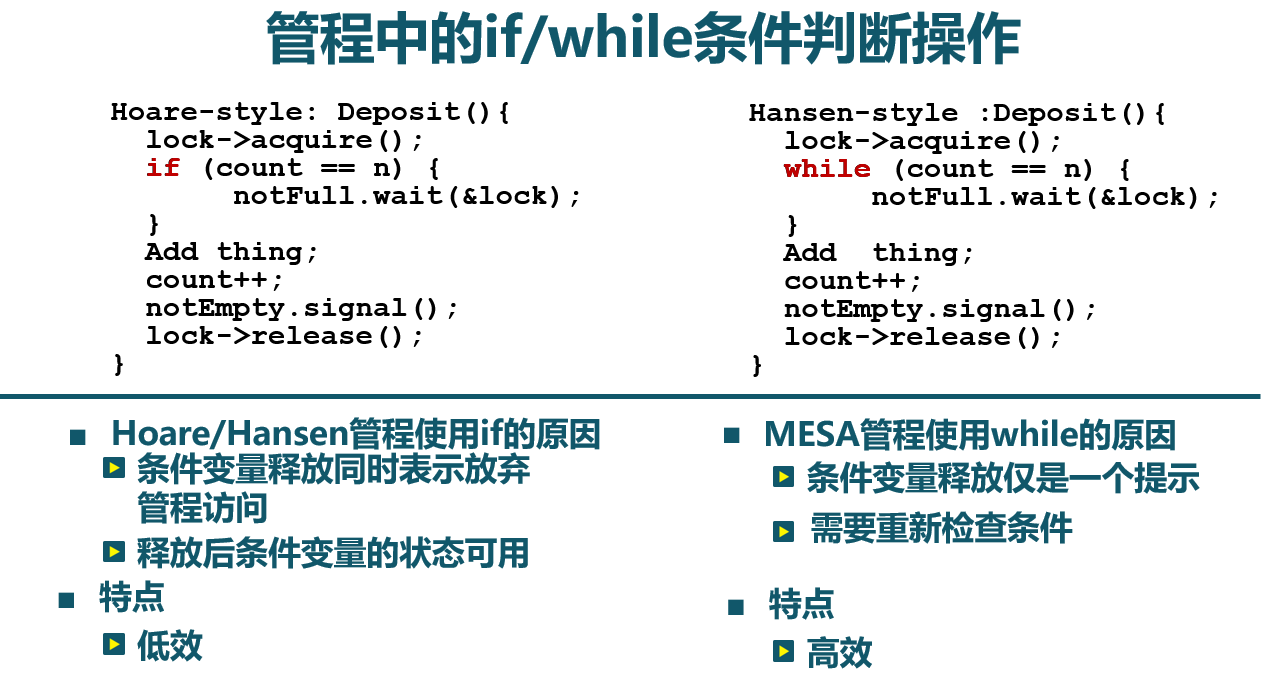 管程中的if/while条件判断操作
Hoare-style: Deposit(){
lock->acquire();
if (count == n) {
notFull.wait(&lock);
}
Add thing;
count++;
notEmpty.signal();
lock->release();
}
Hansen-style :Deposit(){
lock->acquire();
while (count == n) {
notFull.wait(&lock);
}
Add  thing;
count++;
notEmpty.signal();
lock->release();
}
Hoare/Hansen管程使用if的原因
条件变量释放同时表示放弃
管程访问
释放后条件变量的状态可用
特点
低效
MESA管程使用while的原因
条件变量释放仅是一个提示
需要重新检查条件
特点
高效